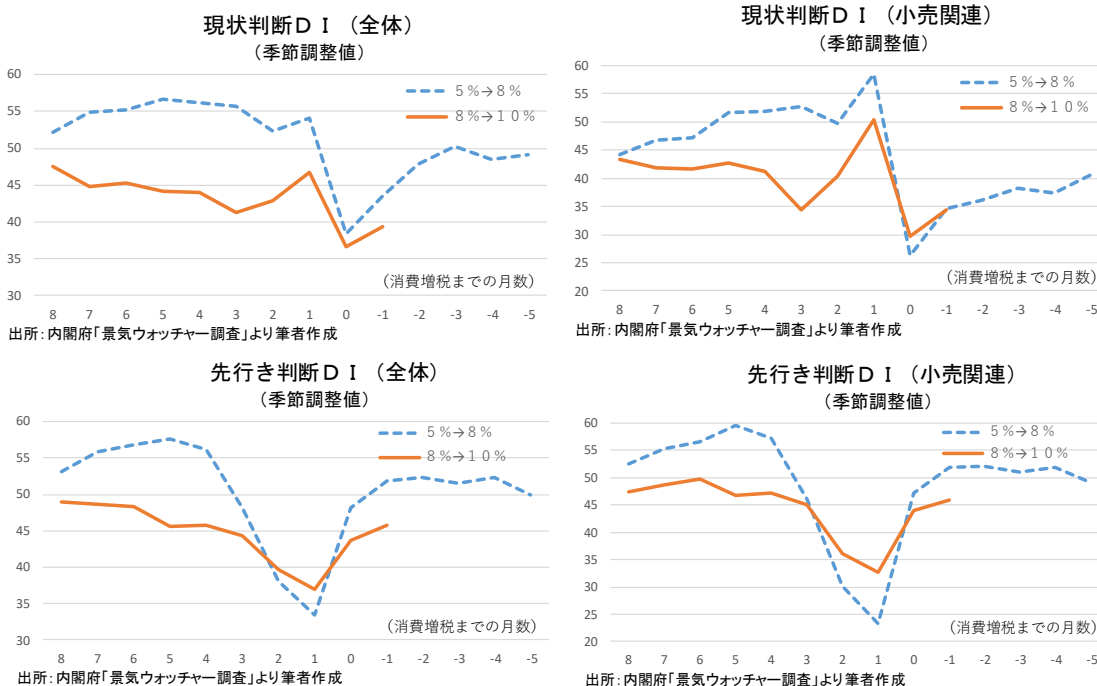 現状判断ＤＩ（全体）
（季節調整値）
60
55
50
45
40
35
30
5%→8%
8%→10%
（消費増税までの月数）
8 7 6 5 4 3 2 1 0 -1 -2 -3 -4 -5
出所：内閣府「景気ウォッチャー調査」より筆者作成
現状判断ＤＩ（小売関連）
（季節調整値）
60
55
50
45
40
35
30
25
20
5%→8%
8%→10%
（消費増税までの月数）
8 7 6 5 4 3 2 1 0 -1 -2 -3 -4 -5
出所：内閣府「景気ウォッチャー調査」より筆者作成
先行き判断ＤＩ（全体）
（季節調整値）
60
55
50
45
40
35
30
5%→8%
8%→10%
（消費増税までの月数）
8 7 6 5 4 3 2 1 0 -1 -2 -3 -4 -5
出所：内閣府「景気ウォッチャー調査」より筆者作成
先行き判断ＤＩ（小売関連）
（季節調整値）
60
55
50
45
40
35
30
25
20
5%→8%
8%→10%
（消費増税までの月数）
8 7 6 5 4 3 2 1 0 -1 -2 -3 -4 -5
出所：内閣府「景気ウォッチャー調査」より筆者作成